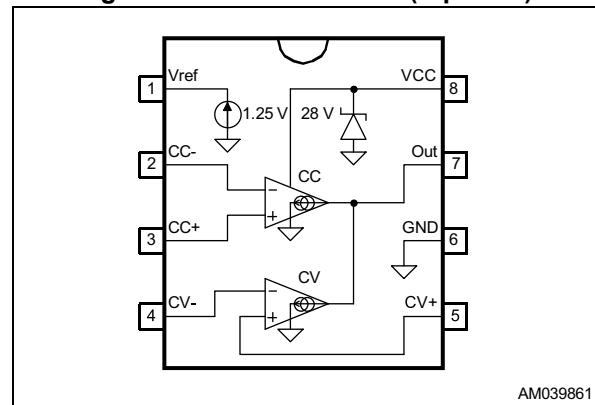 Vref
VCC
1
8
1.25 V
28 V
CC-
Out
2
7
CC
-
+
CC+
GND
3
6
CV
CV-
CV+
-
+
4
5
AM039861